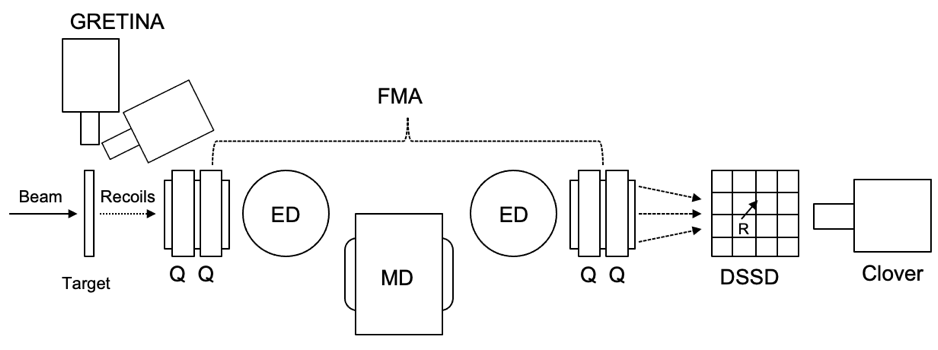 GRETINA
FMA
Beam
Recoils
ED
ED
R
MD
Target
Q Q
Q Q
DSSD
Clover